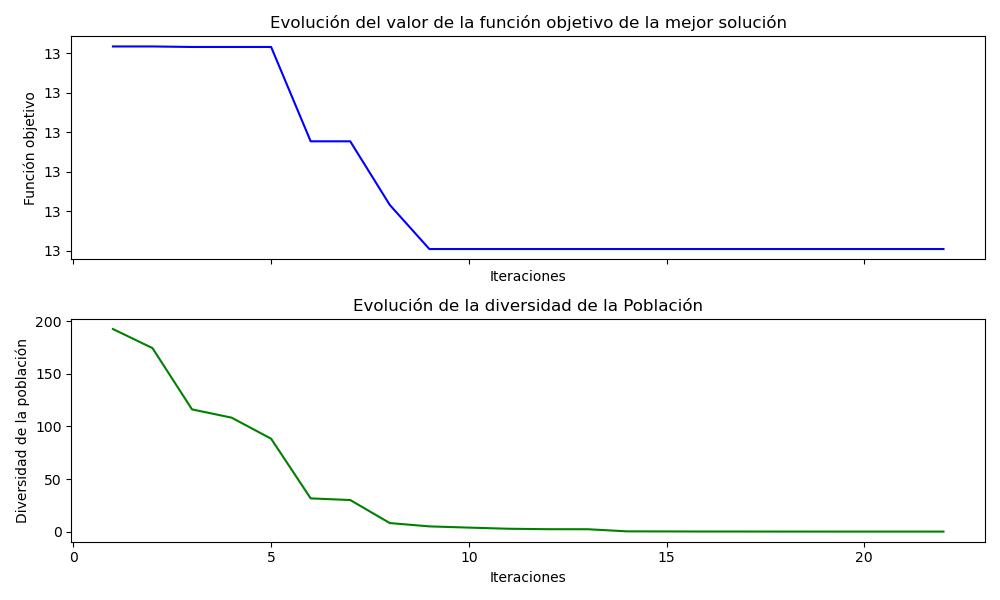 Evolución del valor de la función objetivo de la mejor solución
13
13
13
13
13
13
Función objetivo
Iteraciones
Evolución de la diversidad de la Población
200
150
100
50
0
Diversidad de la población
0 5 10 15 20
Iteraciones